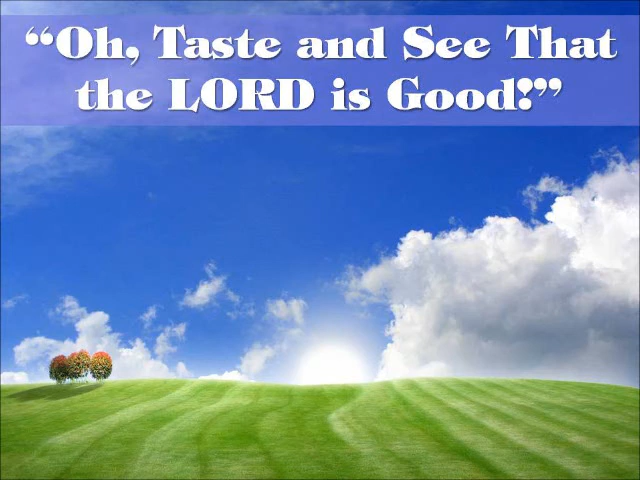 “Oh, Taste and See That
the LORD is Good!”